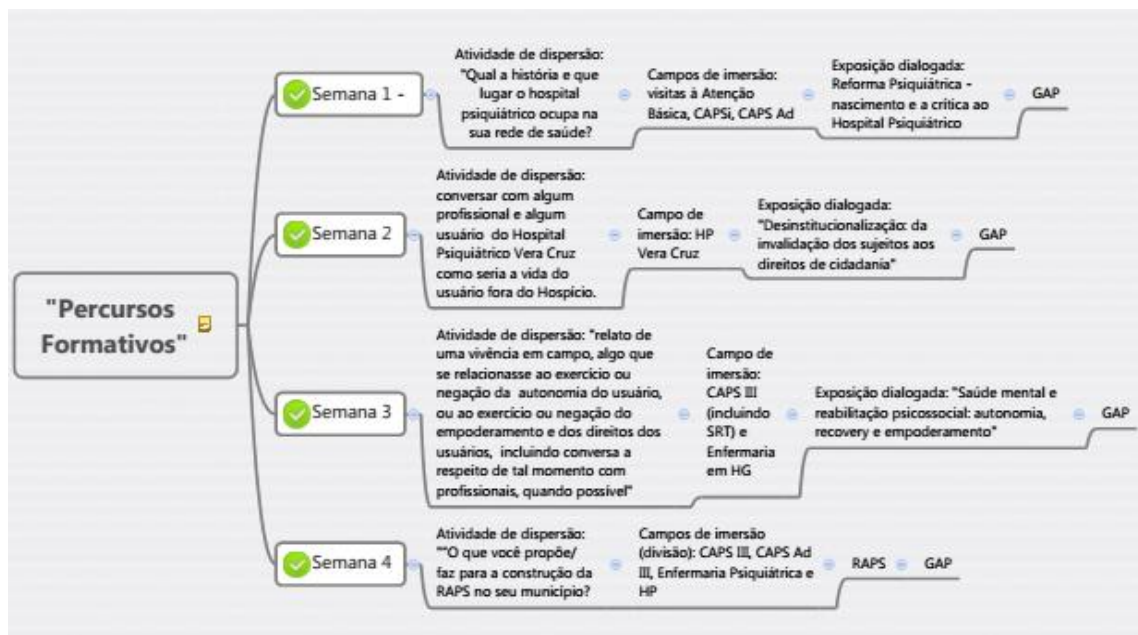 "Percursos
Formativos"
Semana 1 -
Atividade de dispersão:
"Qual a história e que
lugar o hospital
psiquiátrico ocupa na
sua rede de saúde?
Campos de imersão:
visitas à Atenção
Básica, CAPSi, CAPS Ad
Exposição dialogada:
Reforma Psiquiátrica -
nascimento e a crítica ao
Hospital Psiquiátrico
GAP
Semana 2
Atividade de dispersão:
conversar com algum
profissional e algum
usuário do Hospital
Psiquiátrico Vera Cruz
como seria a vida do
usuário fora do Hospício.
Campo de
imersão: HP
Vera Cruz
Exposição dialogada:
"Desinstitucionalização: da
invalidação dos sujeitos aos
direitos de cidadania"
GAP
Semana 3
Atividade de dispersão: "relato de
uma vivência em campo, algo que
se relacionasse ao exercício ou
negação da autonomia do usuário,
ou ao exercício ou negação do
empoderamento e dos direitos dos
usuários, incluindo conversa a
respeito de tal momento com
profissionais, quando possível"
Campo de
imersão:
CAPS III
(incluindo
SRT) e
Enfermaria
em HG
Exposição dialogada: "Saúde mental e
reabilitação psicossocial: autonomia,
recovery e empoderamento"
GAP
Semana 4
Atividade de dispersão:
""O que você propõe/
faz para a construção da
RAPS no seu município?
Campos de imersão
(divisão): CAPS III, CAPS Ad
III, Enfermaria Psiquiátrica e
HP
RAPS
GAP